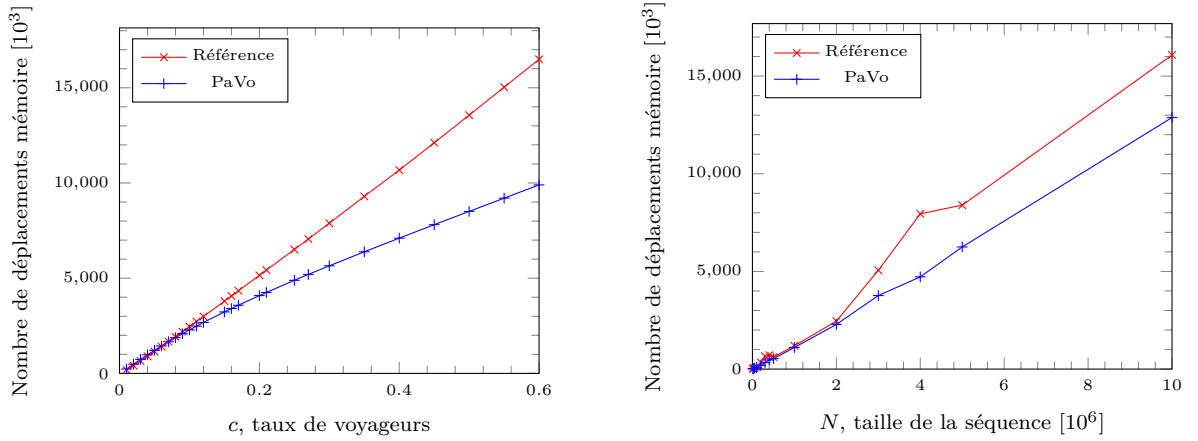 Nombre de déplacements mémoire [10³]
15,000
10,000
5,000
0
0
0.2
0.4
0.6
c, taux de voyageurs
Référence
PaVo
Nombre de déplacements mémoire [10³]
15,000
10,000
5,000
0
0
2
4
6
8
10
N, taille de la séquence [10⁶]
Référence
PaVo